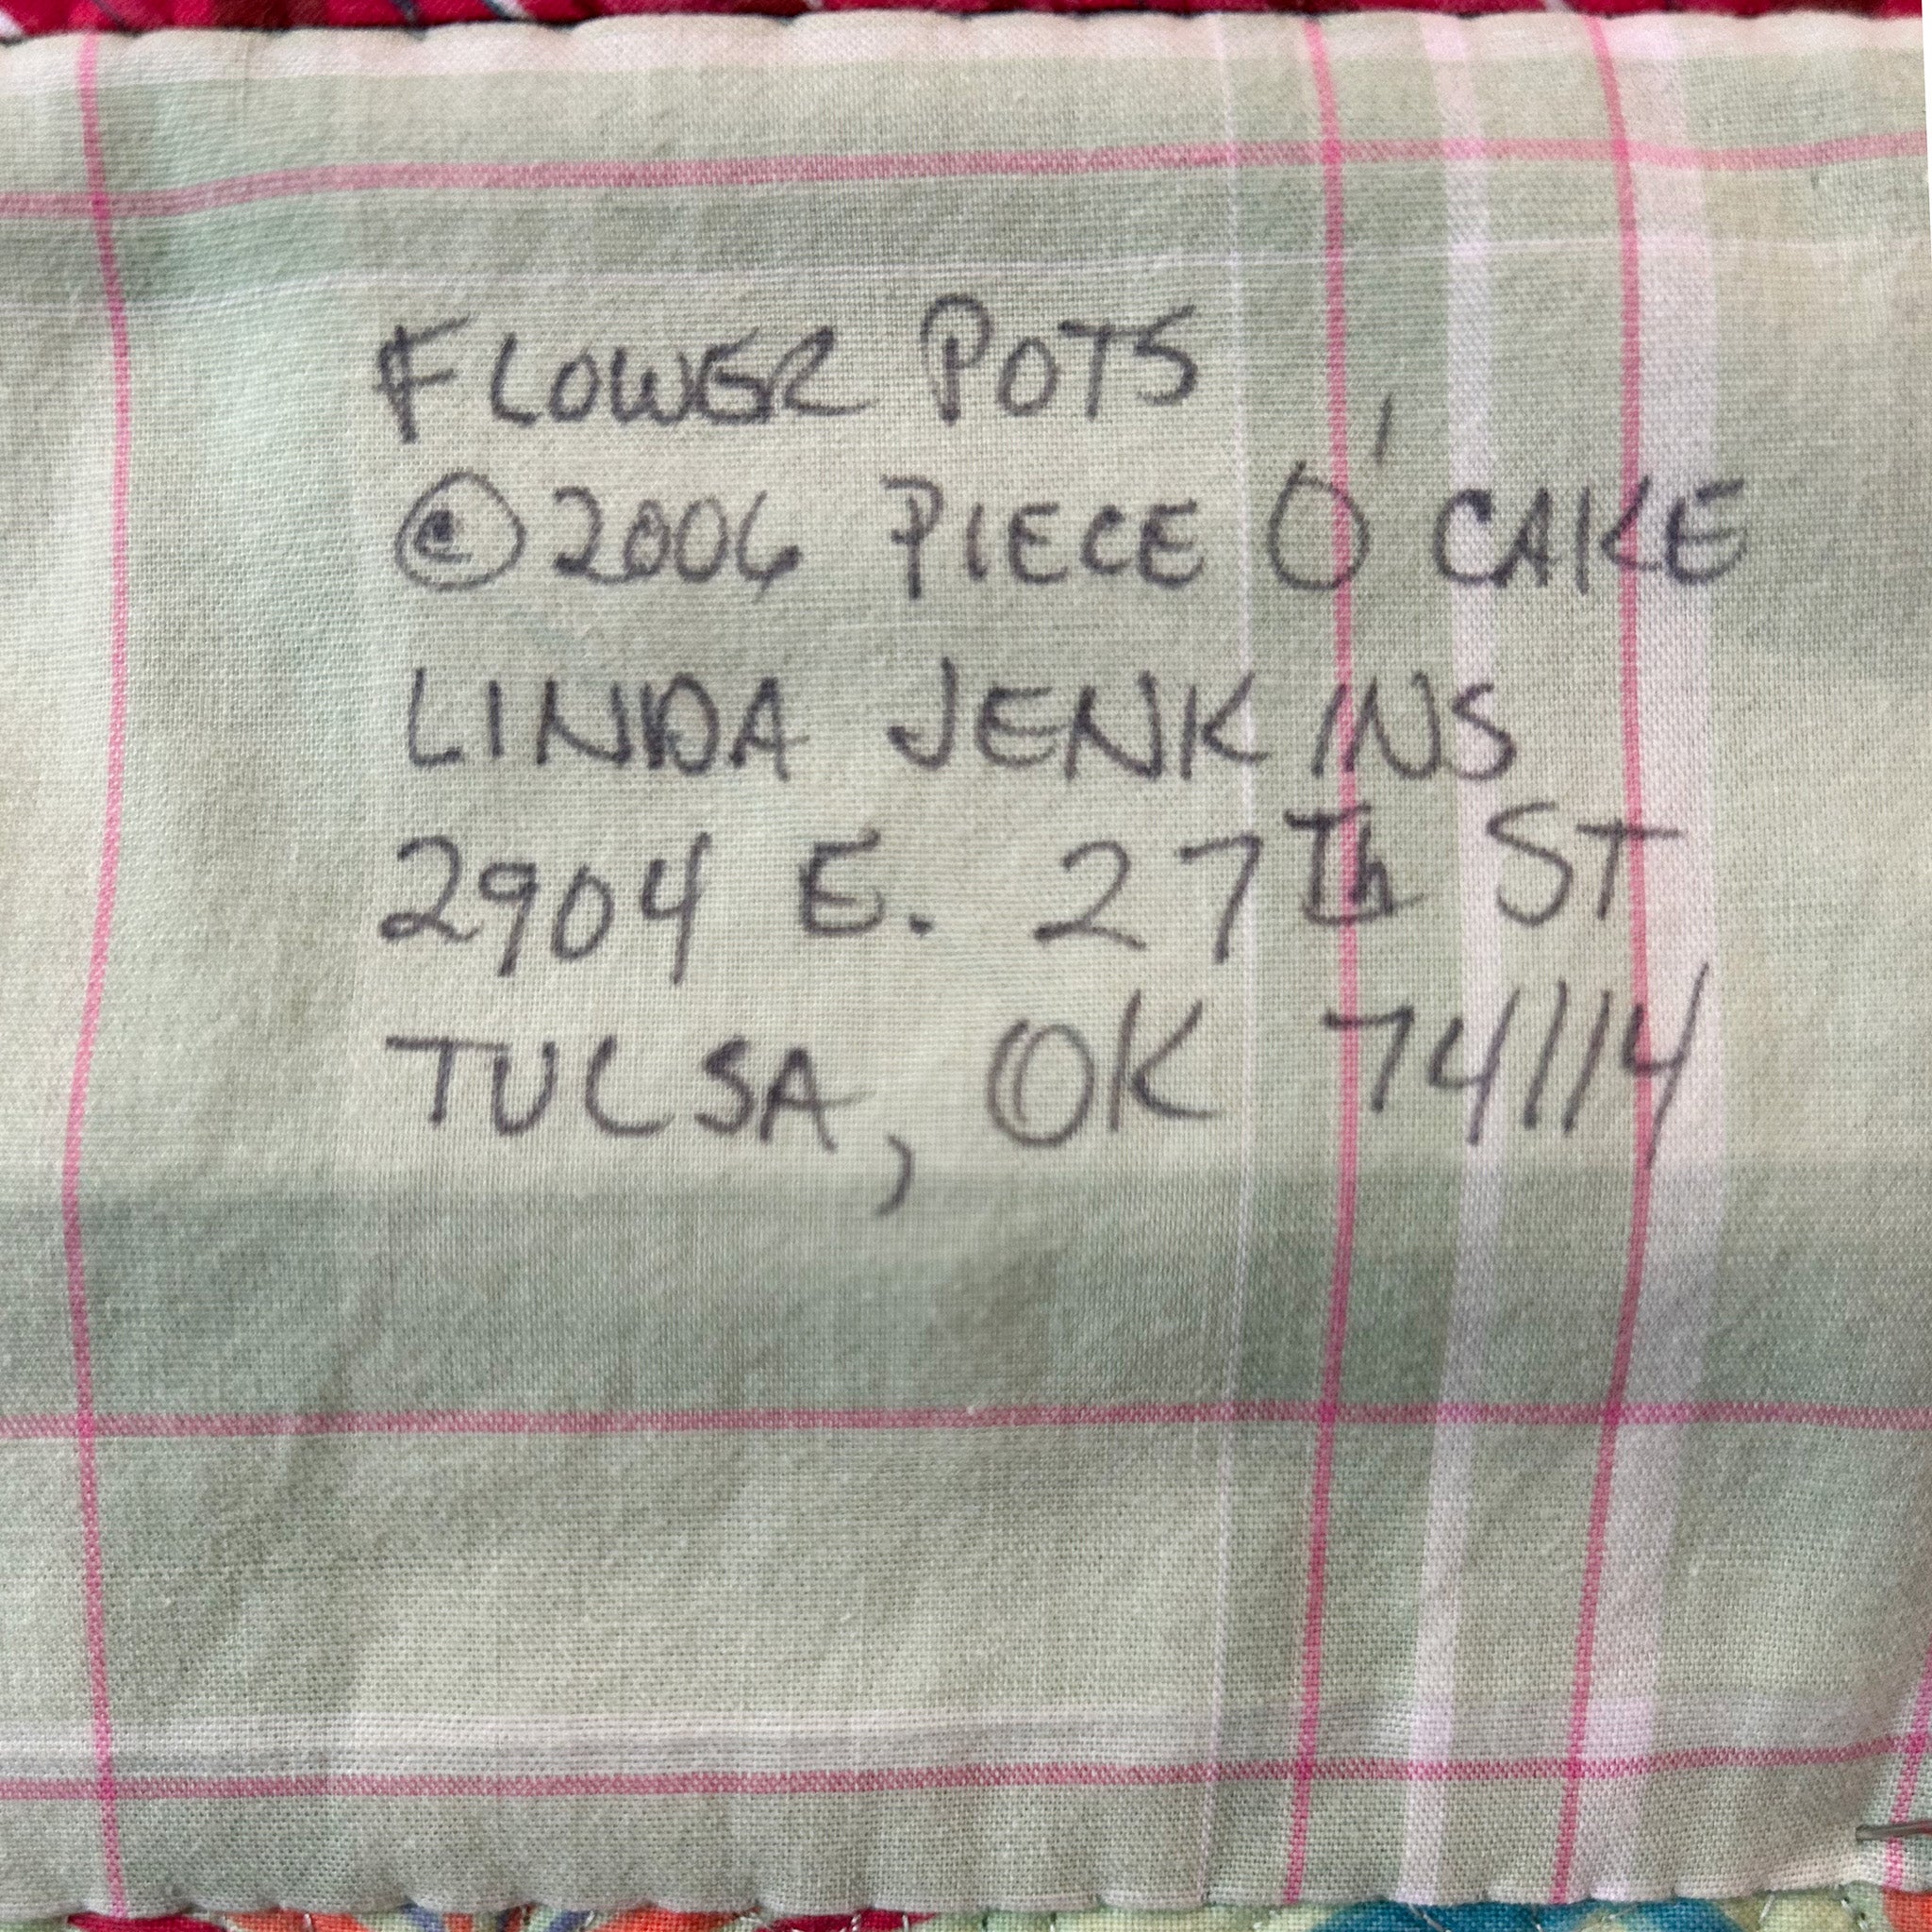 FLOWER POTS
©2006 PIECE O' CAKE
LINDA JENKINS
2904 E. 27Th ST
TULSA, OK 74114